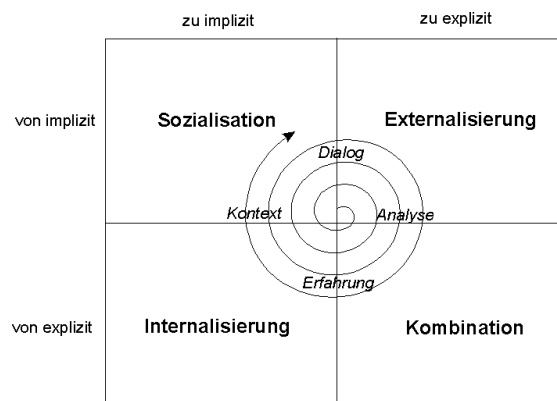 zu implizit
zu explizit
von implizit
Sozialisation
Externalisierung
Dialog
Kontext
Analyse
Erfahrung
von explizit
Internalisierung
Kombination